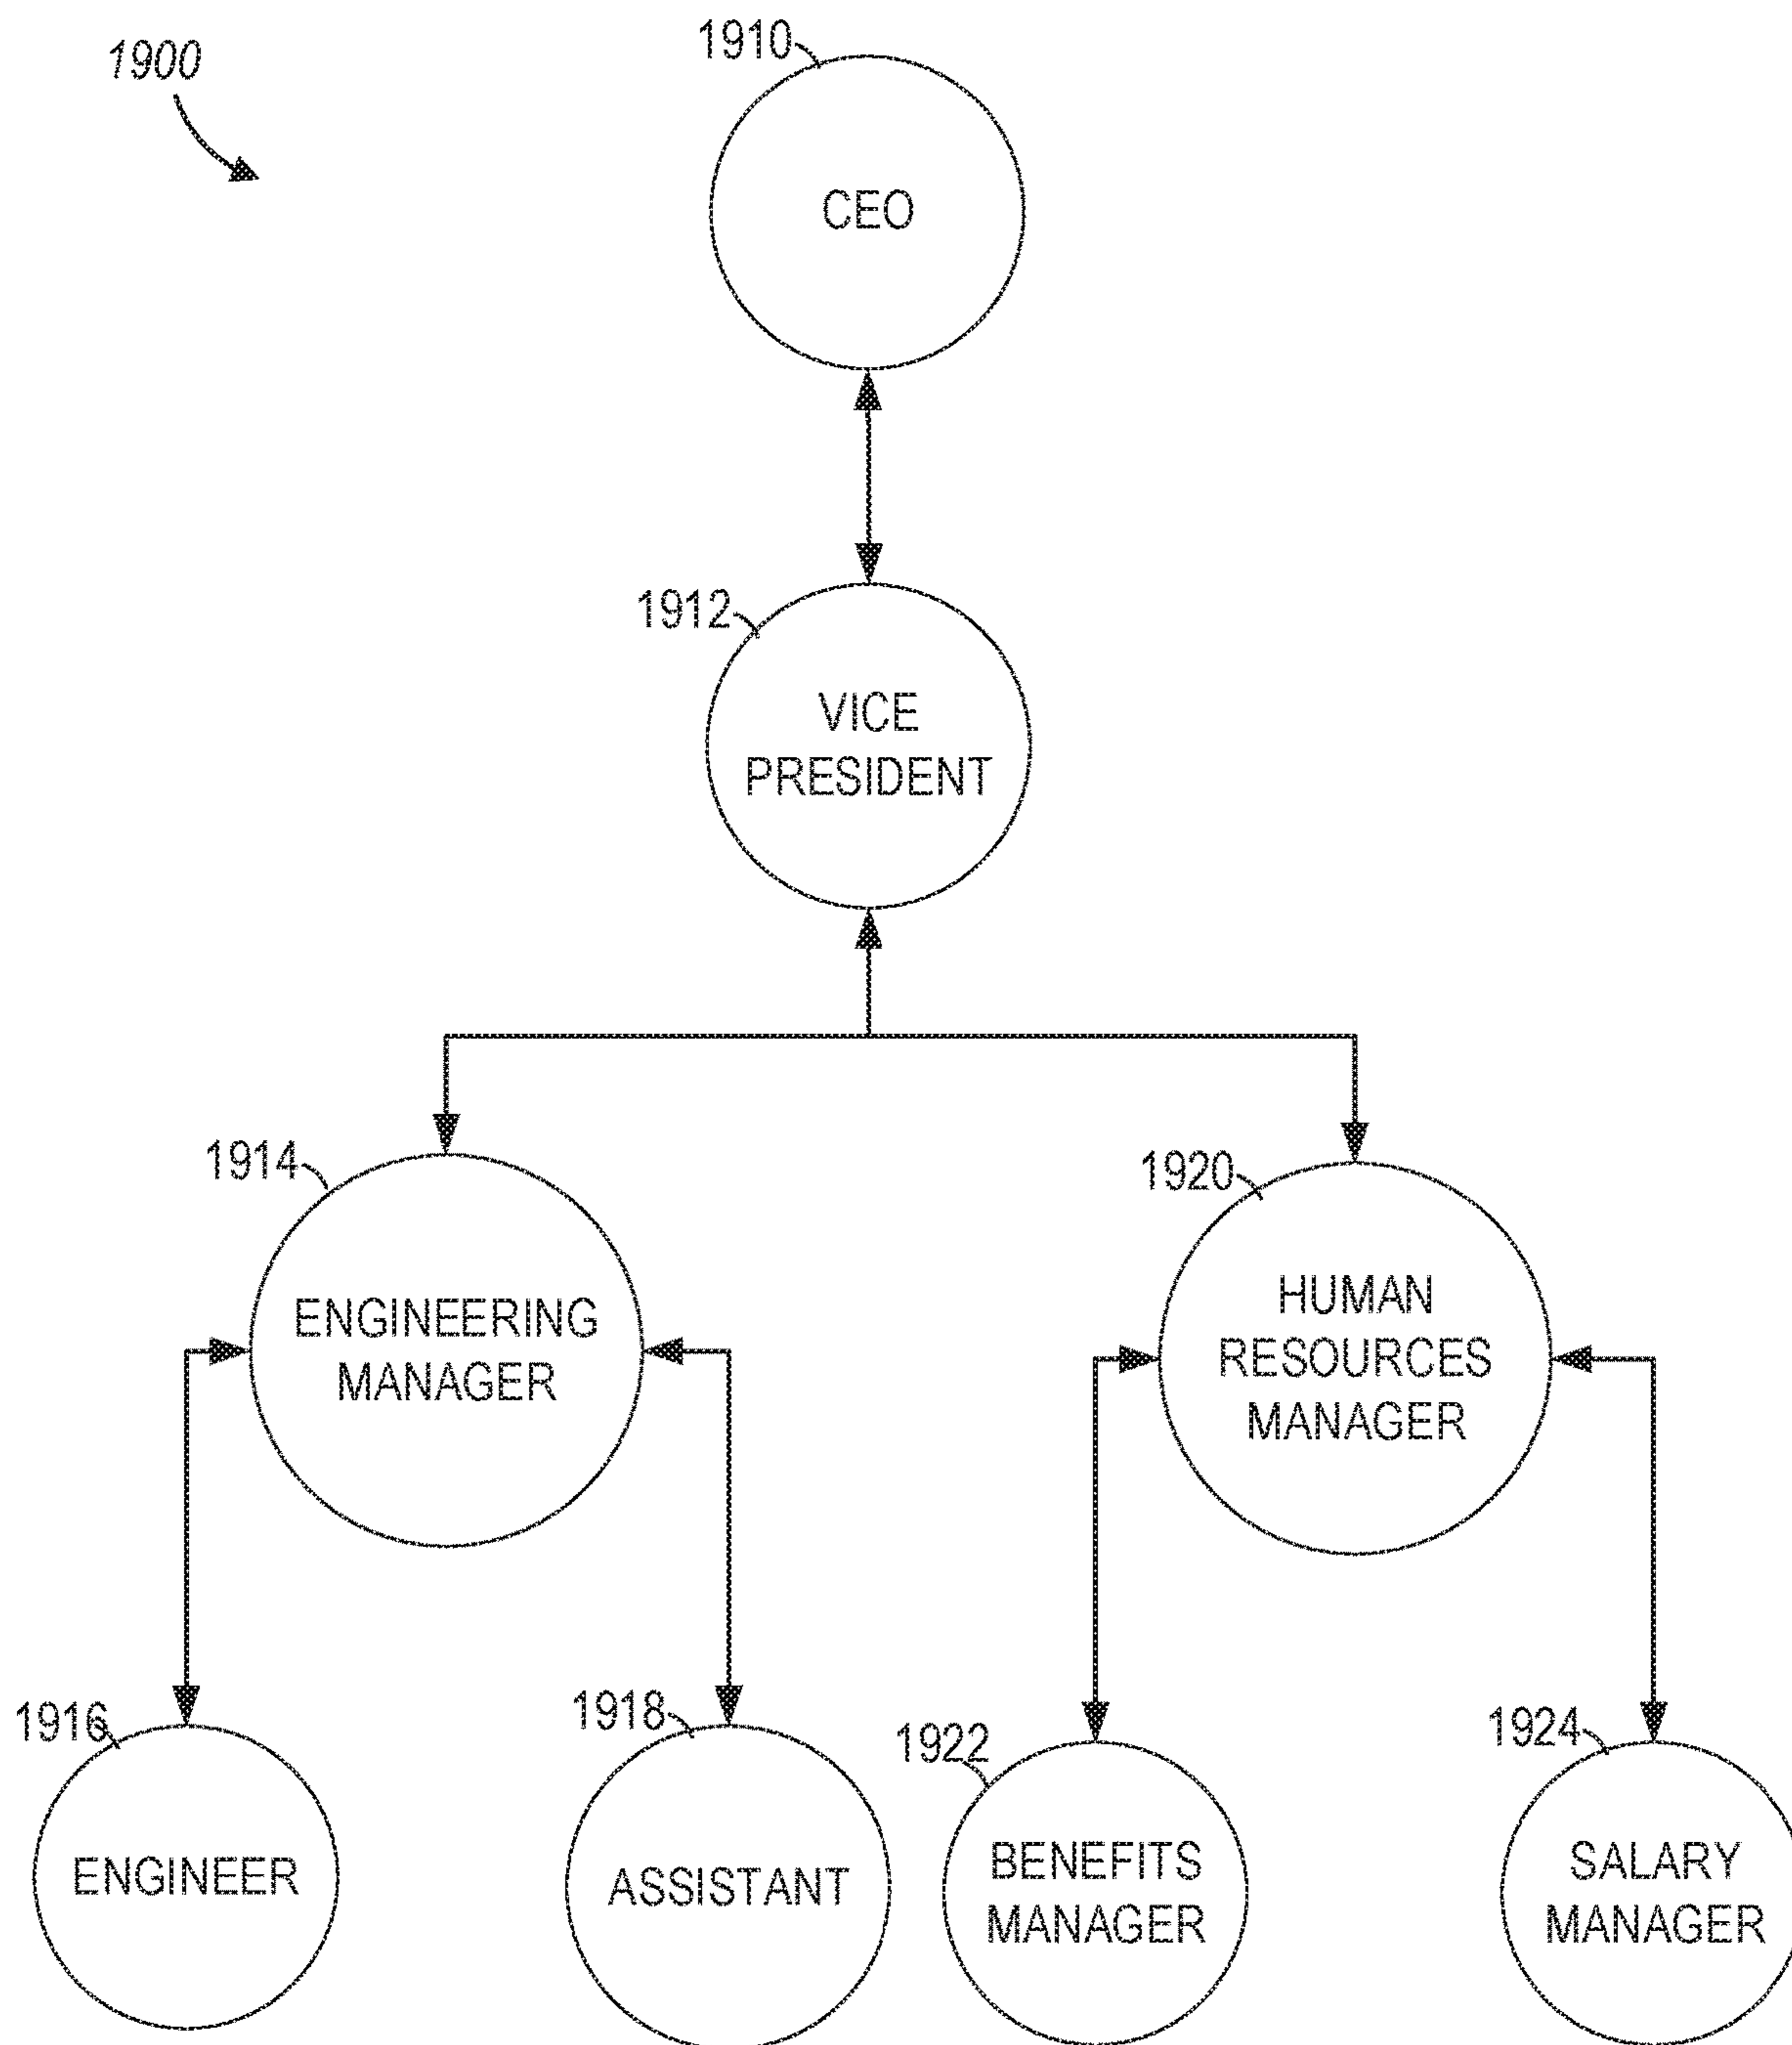 1900
1910
CEO
1912
VICE
PRESIDENT
1914
ENGINEERING
MANAGER
1920
HUMAN
RESOURCES
MANAGER
1916
ENGINEER
1918
ASSISTANT
1922
BENEFITS
MANAGER
1924
SALARY
MANAGER